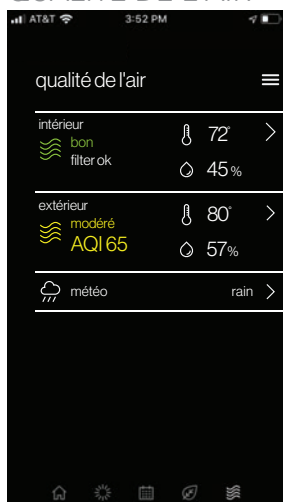 AT&T 3:52 PM
qualité de l'air
intérieur
bon
filter ok
72°
45%
extérieur
modéré
AQI 65
80°
57%
météo rain